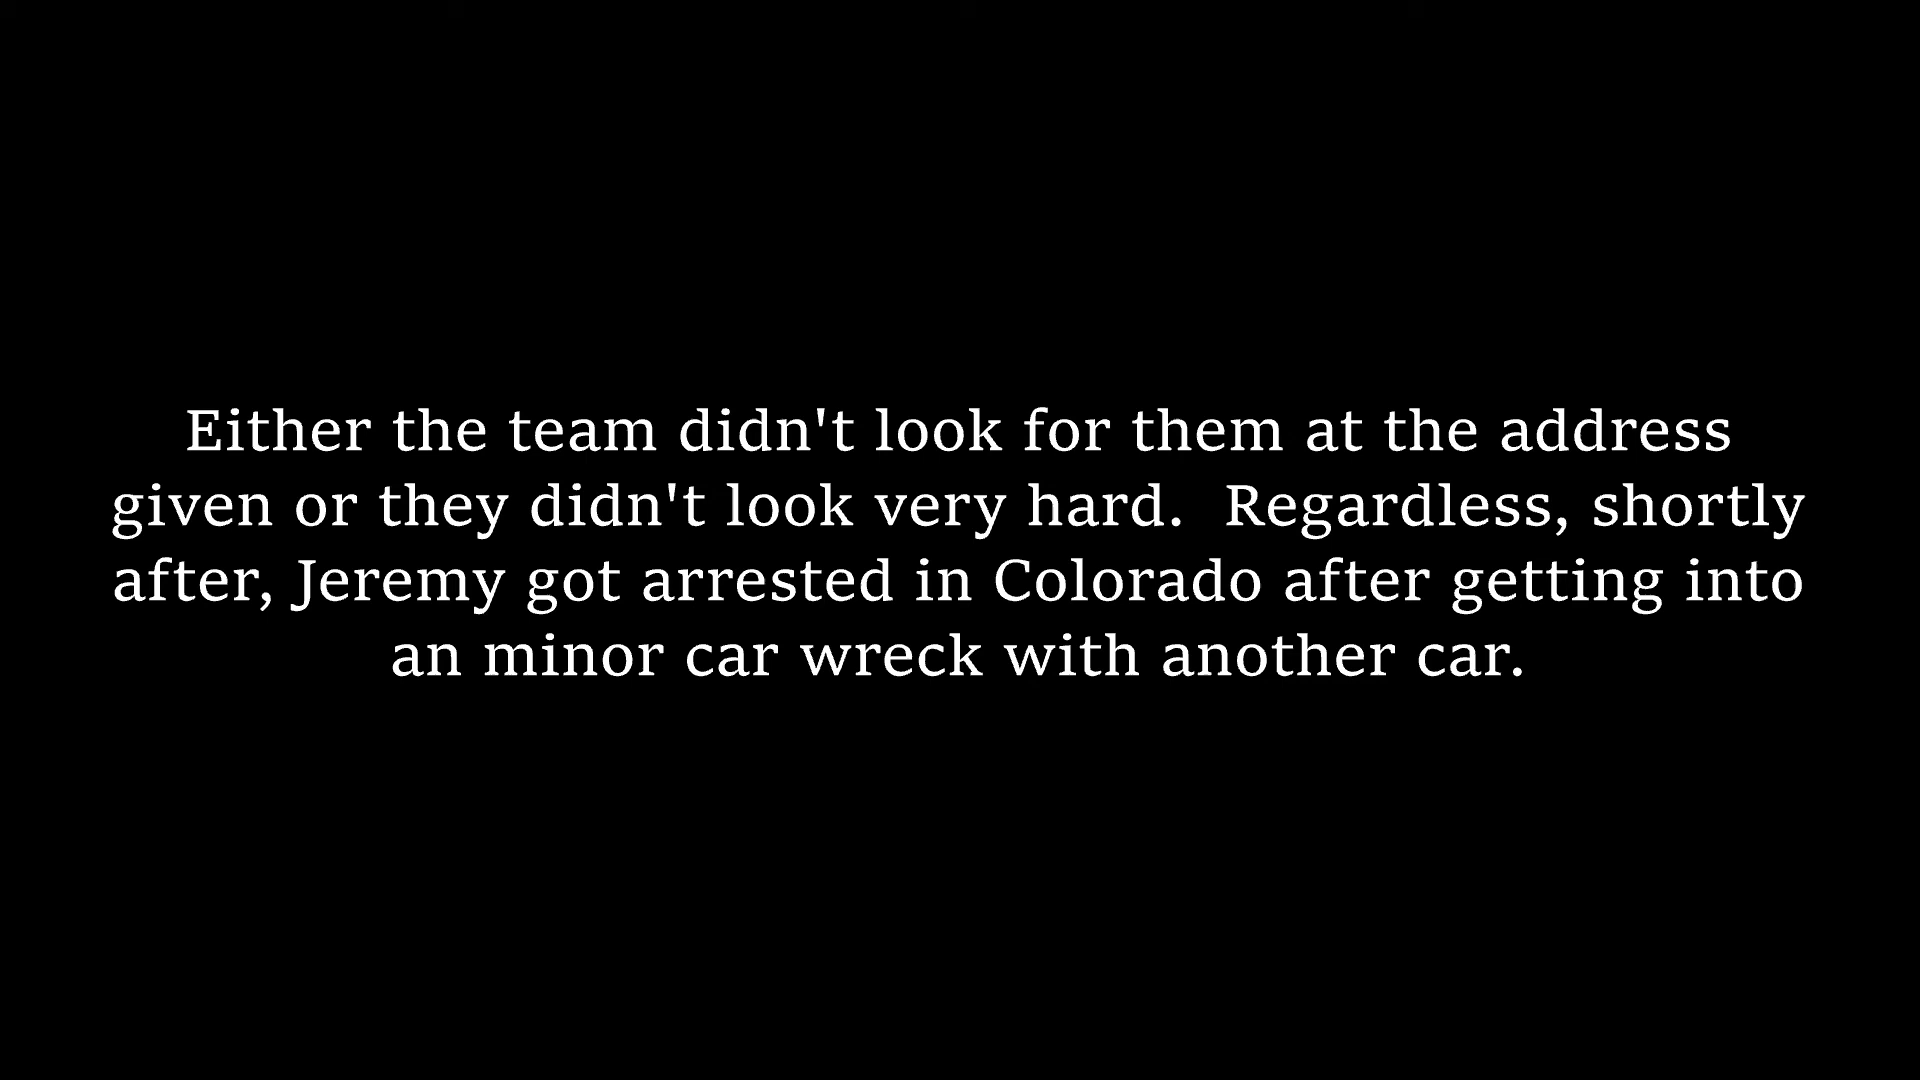 Either the team didn't look for them at the address
given or they didn't look very hard.  Regardless, shortly
after, Jeremy got arrested in Colorado after getting into
an minor car wreck with another car.